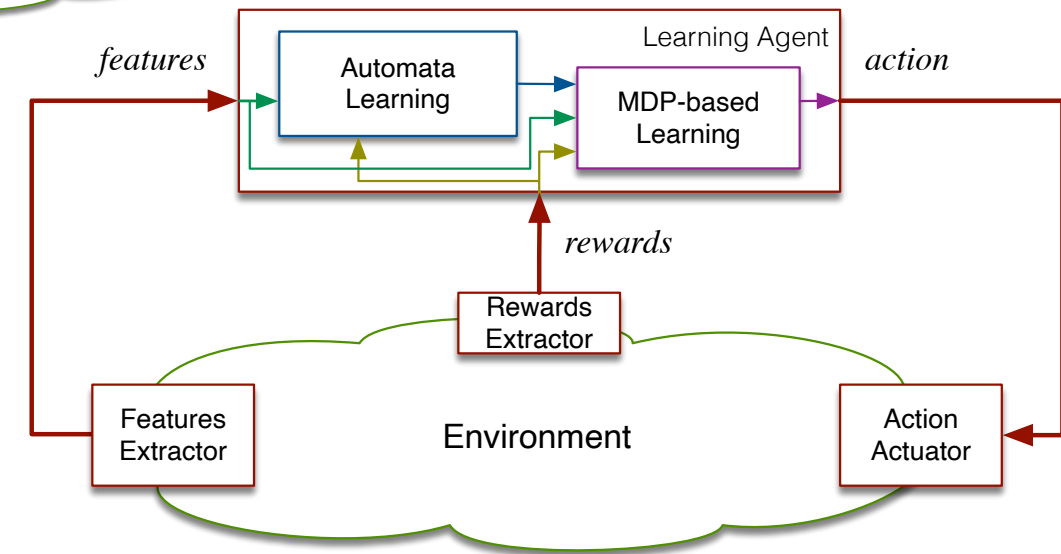 Learning Agent
features
Automata
Learning
MDP-based
Learning
action
rewards
Rewards
Extractor
Features
Extractor
Environment
Action
Actuator